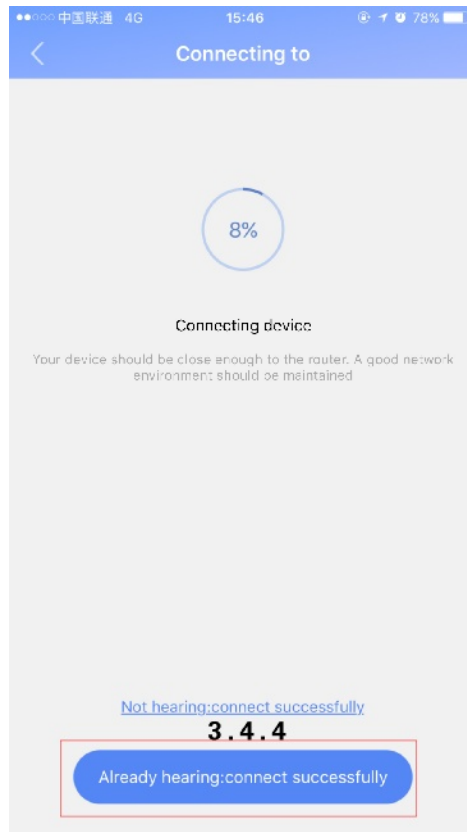 中国联通 4G 15:46 78%
Connecting to
8%
Connecting device
Your device should be close enough to the router. A good network
environment should be maintained
Not hearing:connect successfully
3.4.4
Already hearing:connect successfully